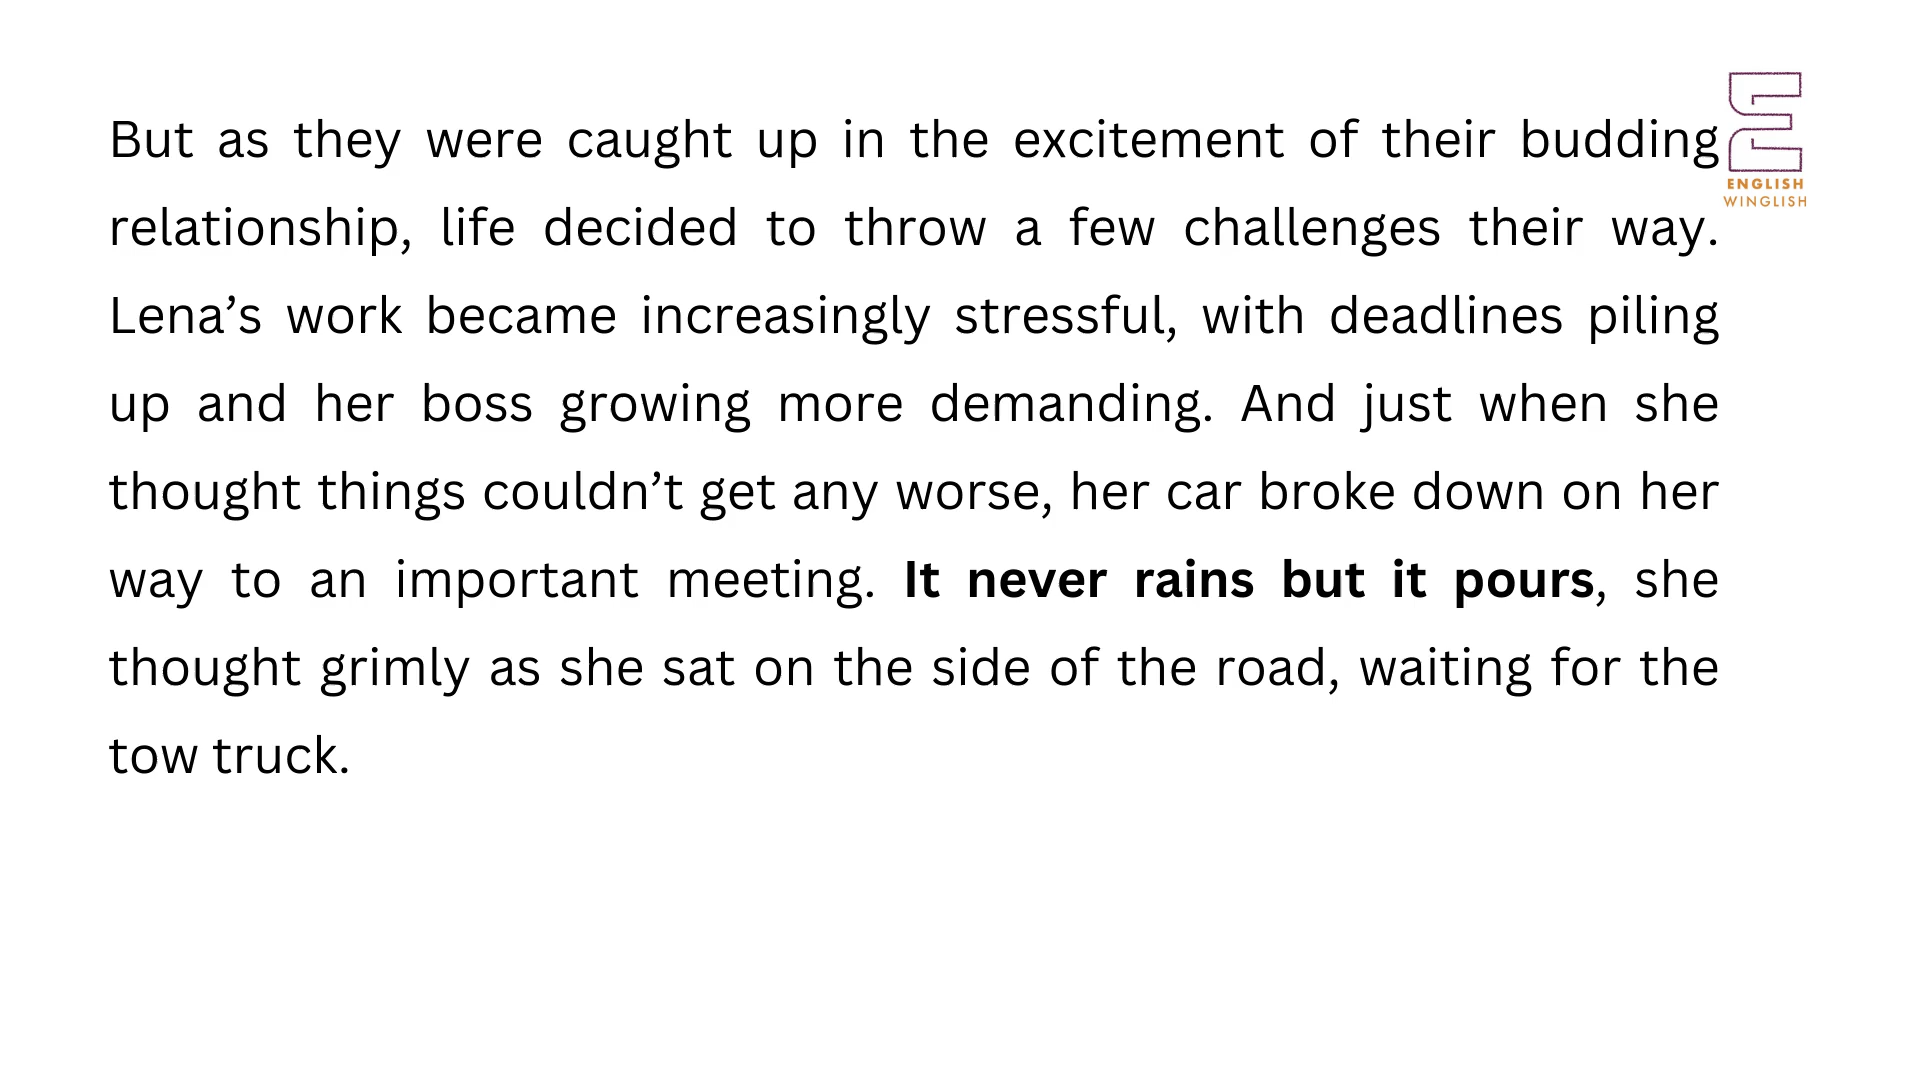 But as they were caught up in the excitement of their budding
relationship, life decided to throw a few challenges their way.
Lena’s work became increasingly stressful, with deadlines piling
up and her boss growing more demanding. And just when she
thought things couldn’t get any worse, her car broke down on her
way to an important meeting. It never rains but it pours, she
thought grimly as she sat on the side of the road, waiting for the
tow truck.
ENGLISH
WINGLISH